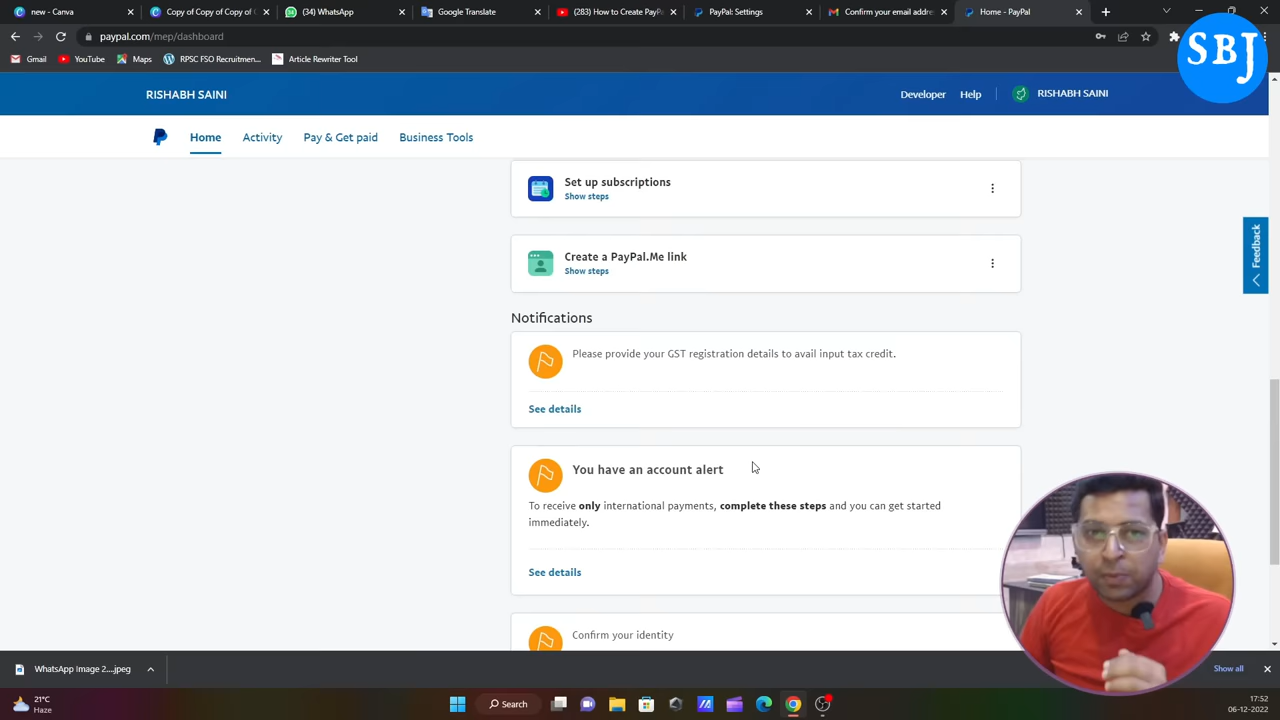 new - Canva
Copy of Copy of Copy of Saini of C
(34) WhatsApp
Google Translate
(283) How to Create PayPa
PayPal: Settings
Confirm your email addre
Home - PayPal
paypal.com/mep/dashboard
SBJ
Gmail
YouTube
Maps
RPSC FSO Recruitmen...
Article Rewriter Tool
RISHABH SAINI
Developer
Help
RISHABH SAINI
Home
Activity
Pay & Get paid
Business Tools
Set up subscriptions
Show steps
Create a PayPal.Me link
Show steps
Feedback
Notifications
Please provide your GST registration details to avail input tax credit.
See details
You have an account alert
To receive only international payments, complete these steps and you can get started
immediately.
See details
Confirm your identity
WhatsApp Image 2....jpeg
Show all
21°C
Haze
Search
17:52
06-12-2022